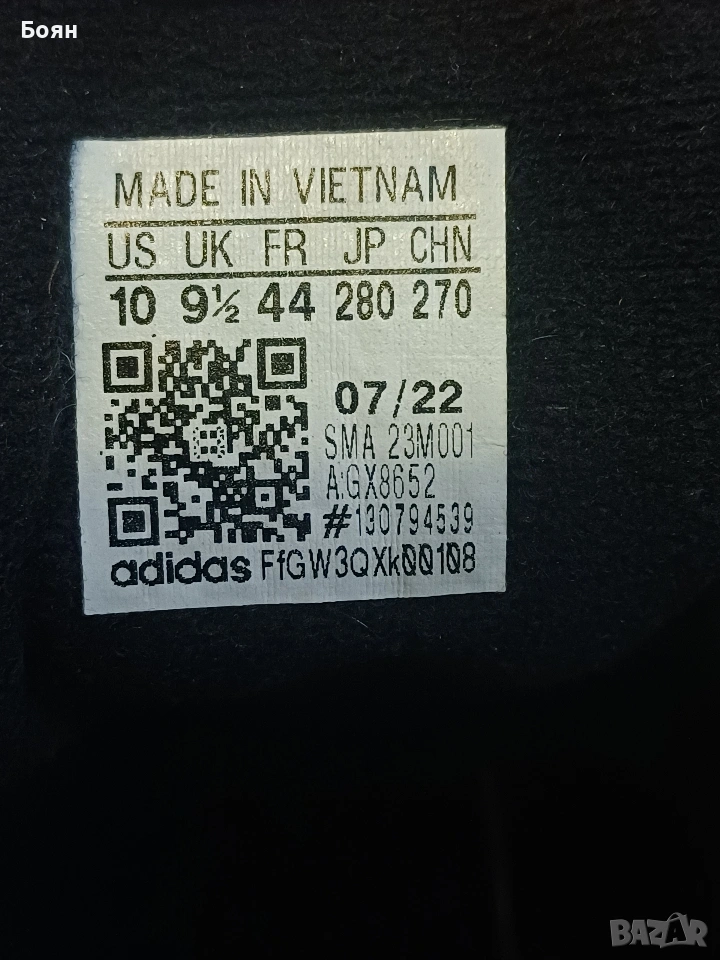 Боян
MADE IN VIETNAM
US UK FR JP CHN
10 9½ 44 280 270
07/22
SMA 23M001
A:GX8652
#130794539
adidas FfGW3QXk00108
BAZAR